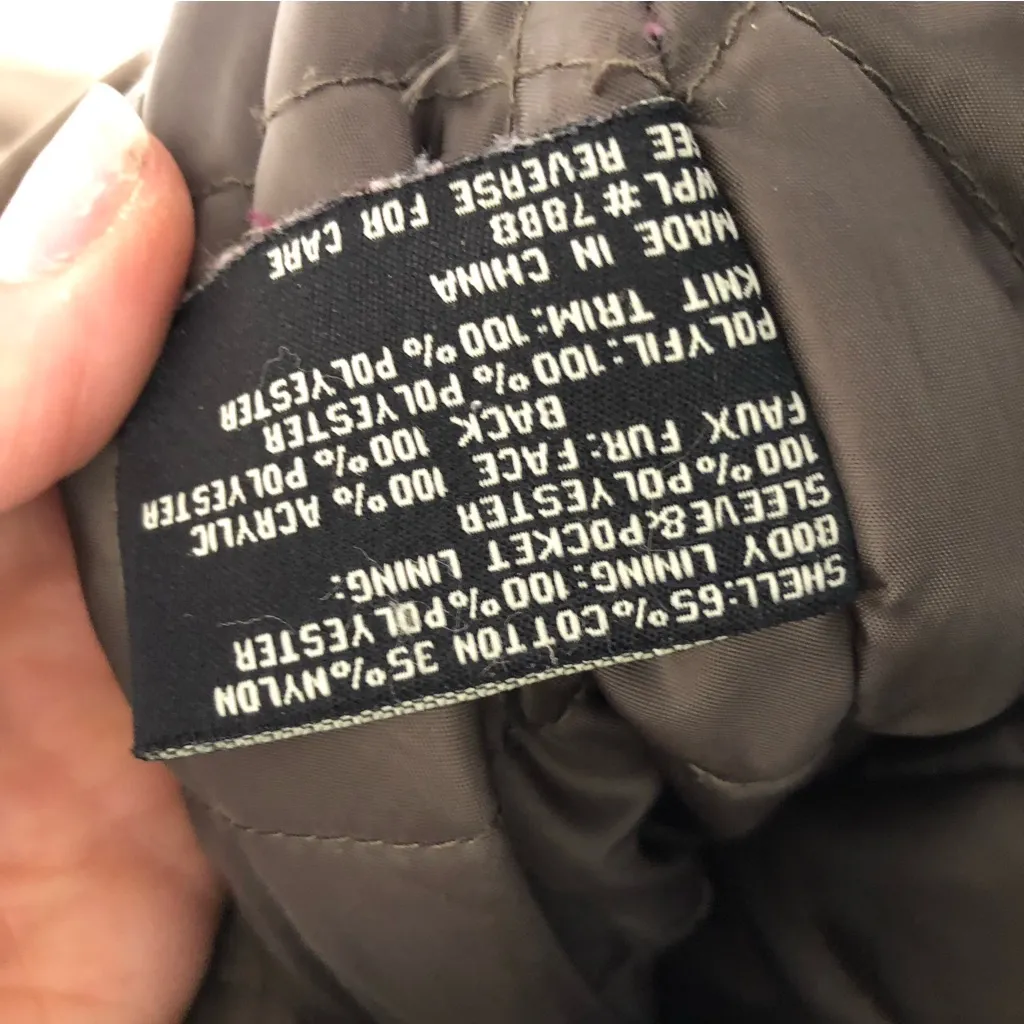 SHELL:65%COTTON 35%NYLON
BODY LINING:100%POLYESTER
SLEEVE&POCKET LINING:
100%POLYESTER
FAUX FUR: FACE 100% ACRYLIC
BACK 100% POLYESTER
POLYFIL:100% POLYESTER
KNIT TRIM:100% POLYESTER
MADE IN CHINA
WPL # 7888
EE REVERSE FOR CARE